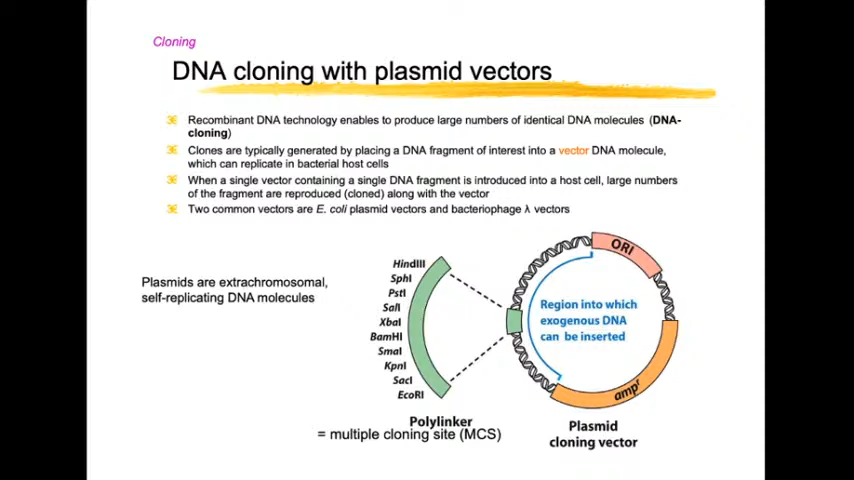 Cloning
DNA cloning with plasmid vectors
Recombinant DNA technology enables to produce large numbers of identical DNA molecules (DNA-
cloning)
Clones are typically generated by placing a DNA fragment of interest into a vector DNA molecule,
which can replicate in bacterial host cells
When a single vector containing a single DNA fragment is introduced into a host cell, large numbers
of the fragment are reproduced (cloned) along with the vector
Two common vectors are E. coli plasmid vectors and bacteriophage λ vectors
Plasmids are extrachromosomal,
self-replicating DNA molecules
HindIII
SphI
PstI
SalI
XbaI
BamHI
SmaI
KpnI
SacI
EcoRI
Polylinker
= multiple cloning site (MCS)
ORI
Region into which
exogenous DNA
can be inserted
ampr
Plasmid
cloning vector